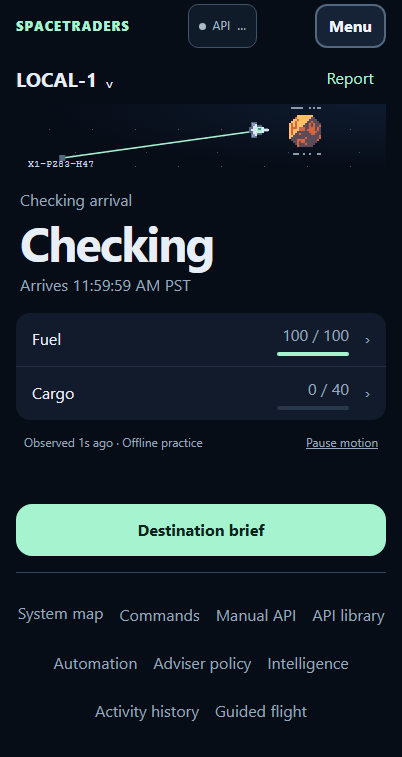 SPACETRADERS
API ...
Menu
LOCAL-1 v
Report
X1-PZ83-H47
Checking arrival
Checking
Arrives 11:59:59 AM PST
Fuel 100 / 100 ›
Cargo 0 / 40 ›
Observed 1s ago · Offline practice
Pause motion
Destination brief
System map Commands Manual API API library
Automation Adviser policy Intelligence
Activity history Guided flight